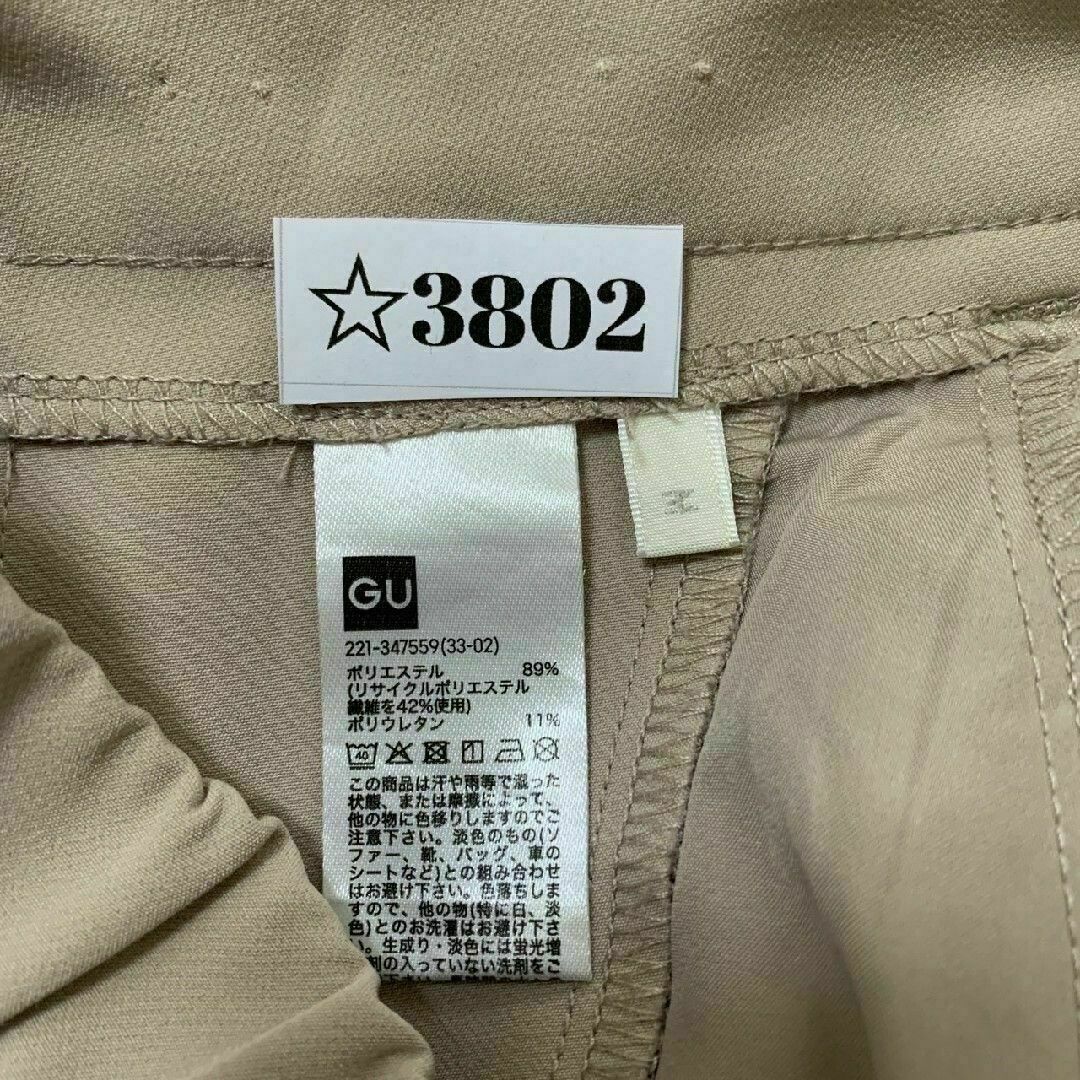 ☆3802
M
GU
221-347559(33-02)
ポリエステル 89%
(リサイクルポリエステル
繊維を42%使用)
ポリウレタン 11%
40
この商品は汗や雨等で湿った
状態、または摩擦によって、
他の物に色移りしますのでご
注意下さい。淡色のもの(ソ
ファー、靴、バッグ、車の
シートなど)との組み合わせ
はお避け下さい。色落ちしま
すので、他の物(特に白、淡
色)とのお洗濯はお避け下さ
い。生成り・淡色には蛍光増
剤の入っていない洗剤をご